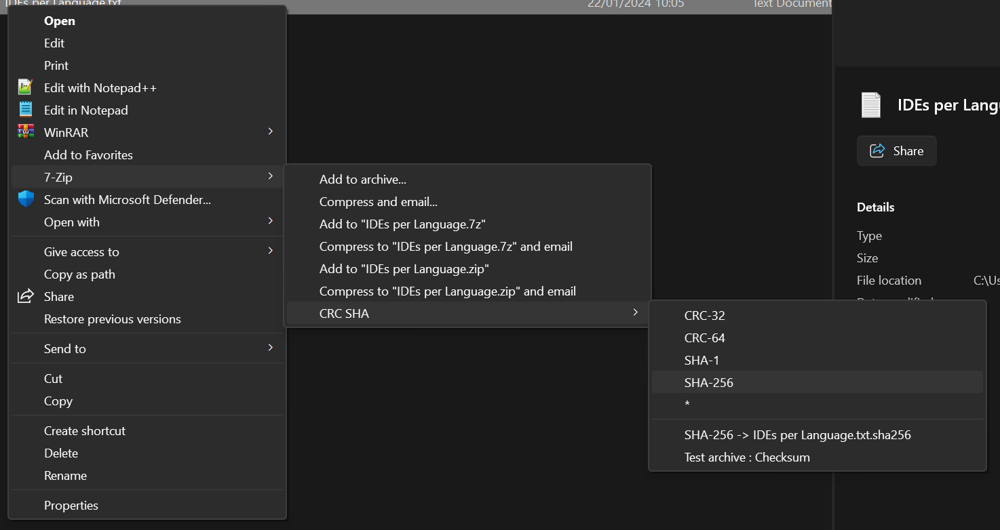 IDEs per Language.txt 22/01/2024 10:05 Text Document
Open
Edit
Print
Edit with Notepad++
Edit in Notepad
WinRAR
Add to Favorites
7-Zip
Scan with Microsoft Defender...
Open with
Give access to
Copy as path
Share
Restore previous versions
Send to
Cut
Copy
Create shortcut
Delete
Rename
Properties
Add to archive...
Compress and email...
Add to "IDEs per Language.7z"
Compress to "IDEs per Language.7z" and email
Add to "IDEs per Language.zip"
Compress to "IDEs per Language.zip" and email
CRC SHA
CRC-32
CRC-64
SHA-1
SHA-256
*
SHA-256 -> IDEs per Language.txt.sha256
Test archive : Checksum
IDEs per Lang
Share
Details
Type
Size
File location C:\Us